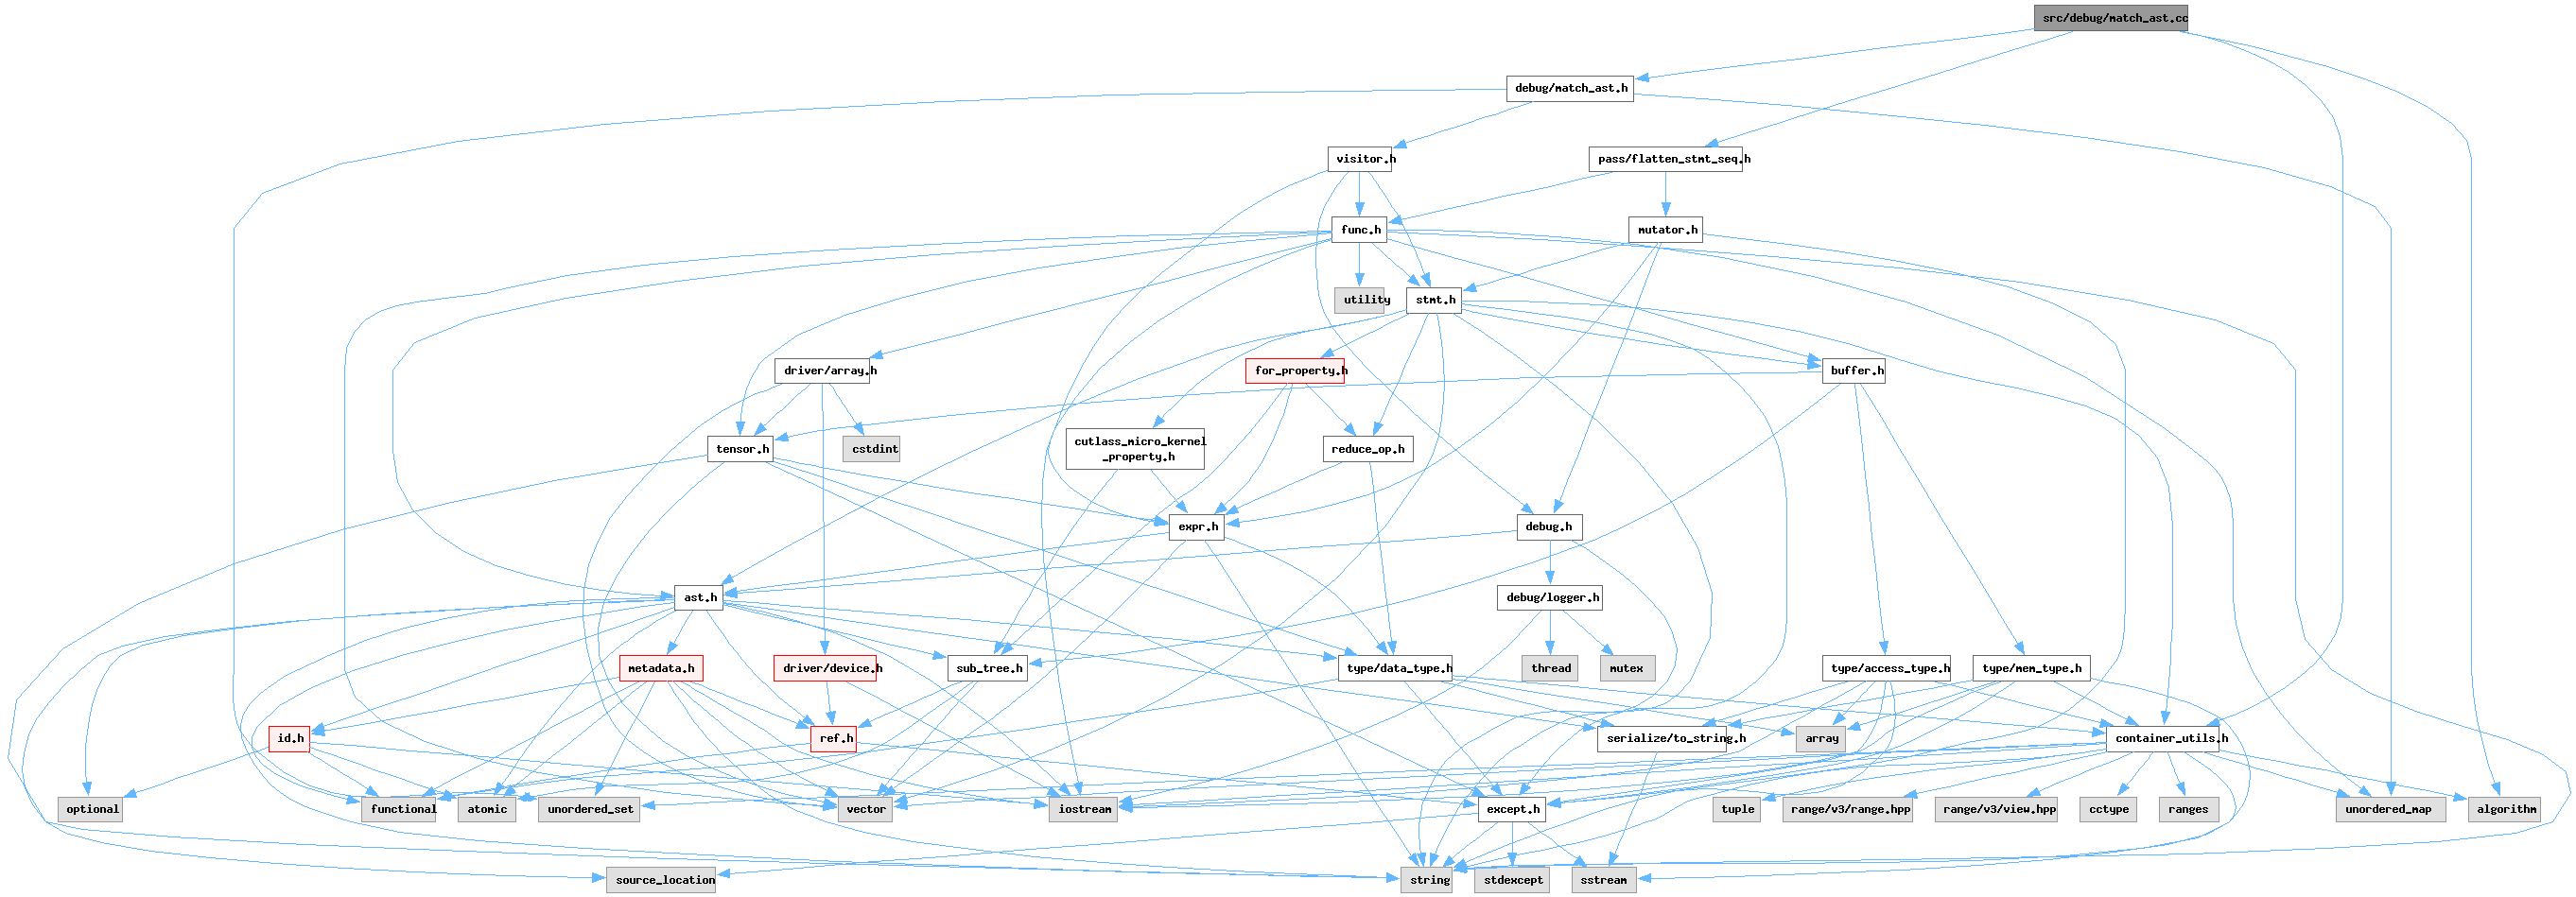 src/debug/match_ast.cc
debug/match_ast.h
visitor.h
pass/flatten_stmt_seq.h
func.h
mutator.h
utility
stmt.h
driver/array.h
for_property.h
buffer.h
tensor.h
cstdint
cutlass_micro_kernel
_property.h
reduce_op.h
expr.h
debug.h
ast.h
debug/logger.h
metadata.h
driver/device.h
sub_tree.h
type/data_type.h
thread
mutex
type/access_type.h
type/mem_type.h
id.h
ref.h
serialize/to_string.h
array
container_utils.h
optional
functional
atomic
unordered_set
vector
iostream
except.h
tuple
range/v3/range.hpp
range/v3/view.hpp
cctype
ranges
unordered_map
algorithm
source_location
string
stdexcept
sstream